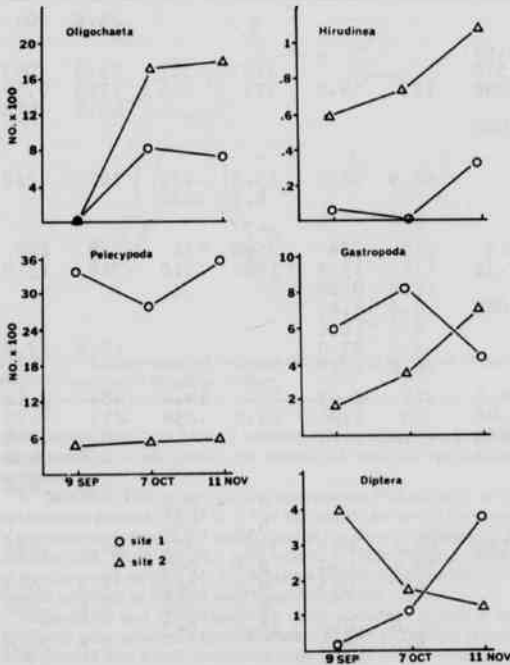 Oligochaeta
NO. x 100
20
16
12
8
4
Hirudinea
1
.8
.6
.4
.2
Pelecypoda
NO. x 100
36
30
24
18
12
6
9 SEP
7 OCT
11 NOV
Gastropoda
10
8
6
4
2
site 1
site 2
Diptera
4
3
2
1
9 SEP
7 OCT
11 NOV